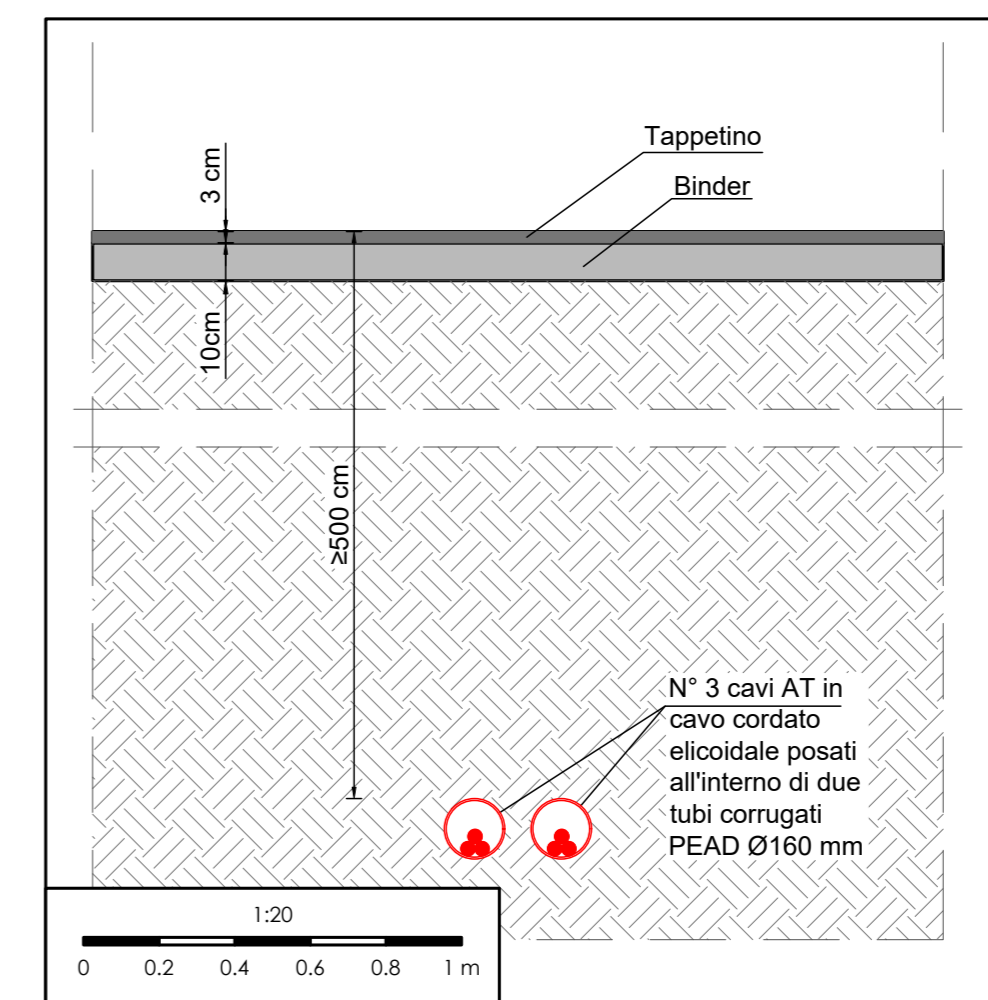 Tappetino
Binder
3 cm
10cm
≥500 cm
N° 3 cavi AT in
cavo cordato
elicoidale posati
all'interno di due
tubi corrugati
PEAD Ø160 mm
1:20
0 0.2 0.4 0.6 0.8 1 m